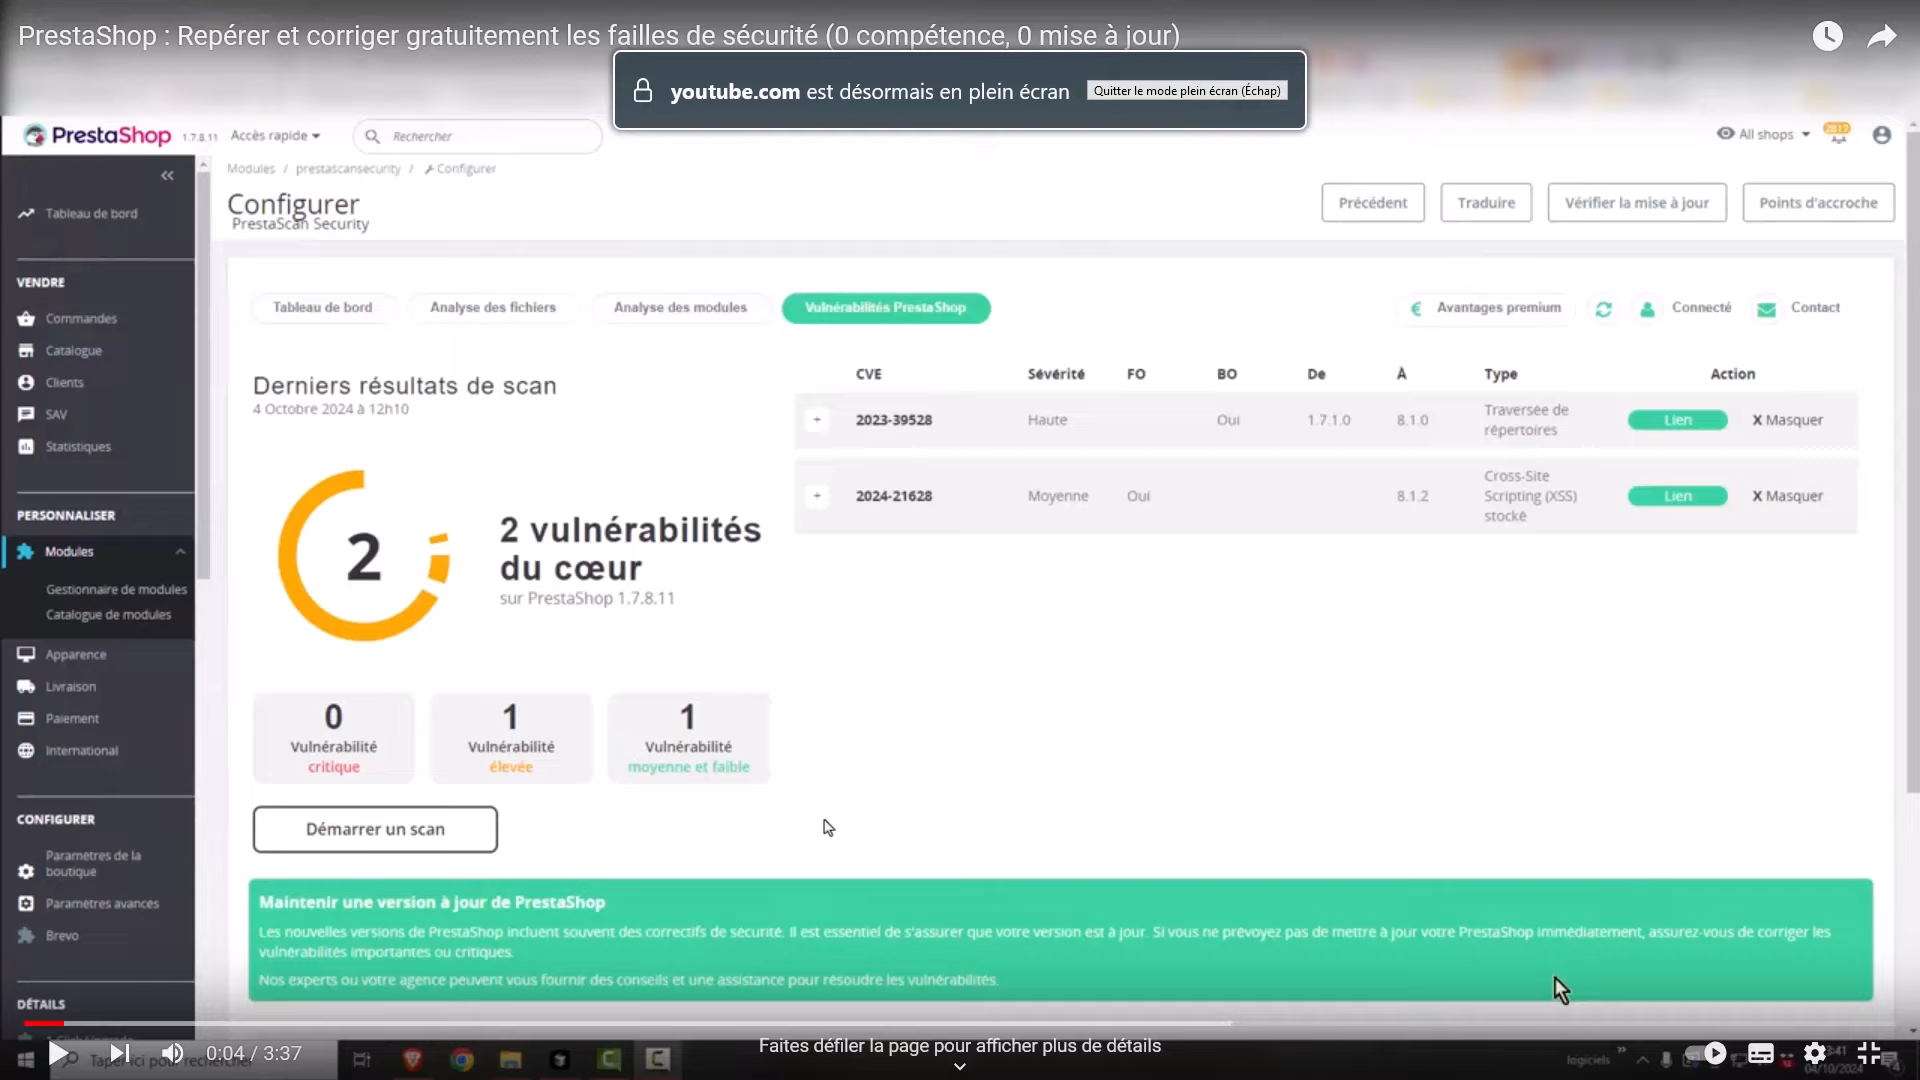 PrestaShop : Repérer et corriger gratuitement les failles de sécurité (0 compétence, 0 mise à jour)
youtube.com est désormais en plein écran
Quitter le mode plein écran (Échap)
PrestaShop 1.7.8.11 Accès rapide
Rechercher
All shops
2817
Modules / prestascansecurity / Configurer
Configurer
PrestaScan Security
Précédent
Traduire
Vérifier la mise à jour
Points d'accroche
Tableau de bord
VENDRE
Commandes
Catalogue
Clients
SAV
Statistiques
PERSONNALISER
Modules
Gestionnaire de modules
Catalogue de modules
Apparence
Livraison
Paiement
International
CONFIGURER
Paramètres de la
boutique
Paramètres avancés
Brevo
DÉTAILS
Tableau de bord
Analyse des fichiers
Analyse des modules
Vulnérabilités PrestaShop
Avantages premium
Connecté
Contact
Derniers résultats de scan
4 Octobre 2024 à 12h10
2
2 vulnérabilités
du cœur
sur PrestaShop 1.7.8.11
0
Vulnérabilité
critique
1
Vulnérabilité
élevée
1
Vulnérabilité
moyenne et faible
Démarrer un scan
CVE Sévérité FO BO De À Type Action
+ 2023-39528 Haute Oui 1.7.1.0 8.1.0 Traversée de
répertoires
Lien X Masquer
+ 2024-21628 Moyenne Oui 8.1.2 Cross-Site
Scripting (XSS)
stocké
Lien X Masquer
Maintenir une version à jour de PrestaShop
Les nouvelles versions de PrestaShop incluent souvent des correctifs de sécurité. Il est essentiel de s'assurer que votre version est à jour. Si vous ne prévoyez pas de mettre à jour votre PrestaShop immédiatement, assurez-vous de corriger les
vulnérabilités importantes ou critiques.
Nos experts ou votre agence peuvent vous fournir des conseils et une assistance pour résoudre les vulnérabilités.
0:04 / 3:37
Faites défiler la page pour afficher plus de détails
Taper ici pour rechercher
logiciels
04/10/2024